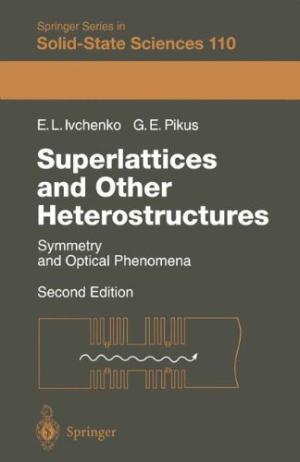 Springer Series in
Solid-State Sciences 110
E. L. Ivchenko G. E. Pikus
Superlattices
and Other
Heterostructures
Symmetry
and Optical Phenomena
Second Edition
Springer